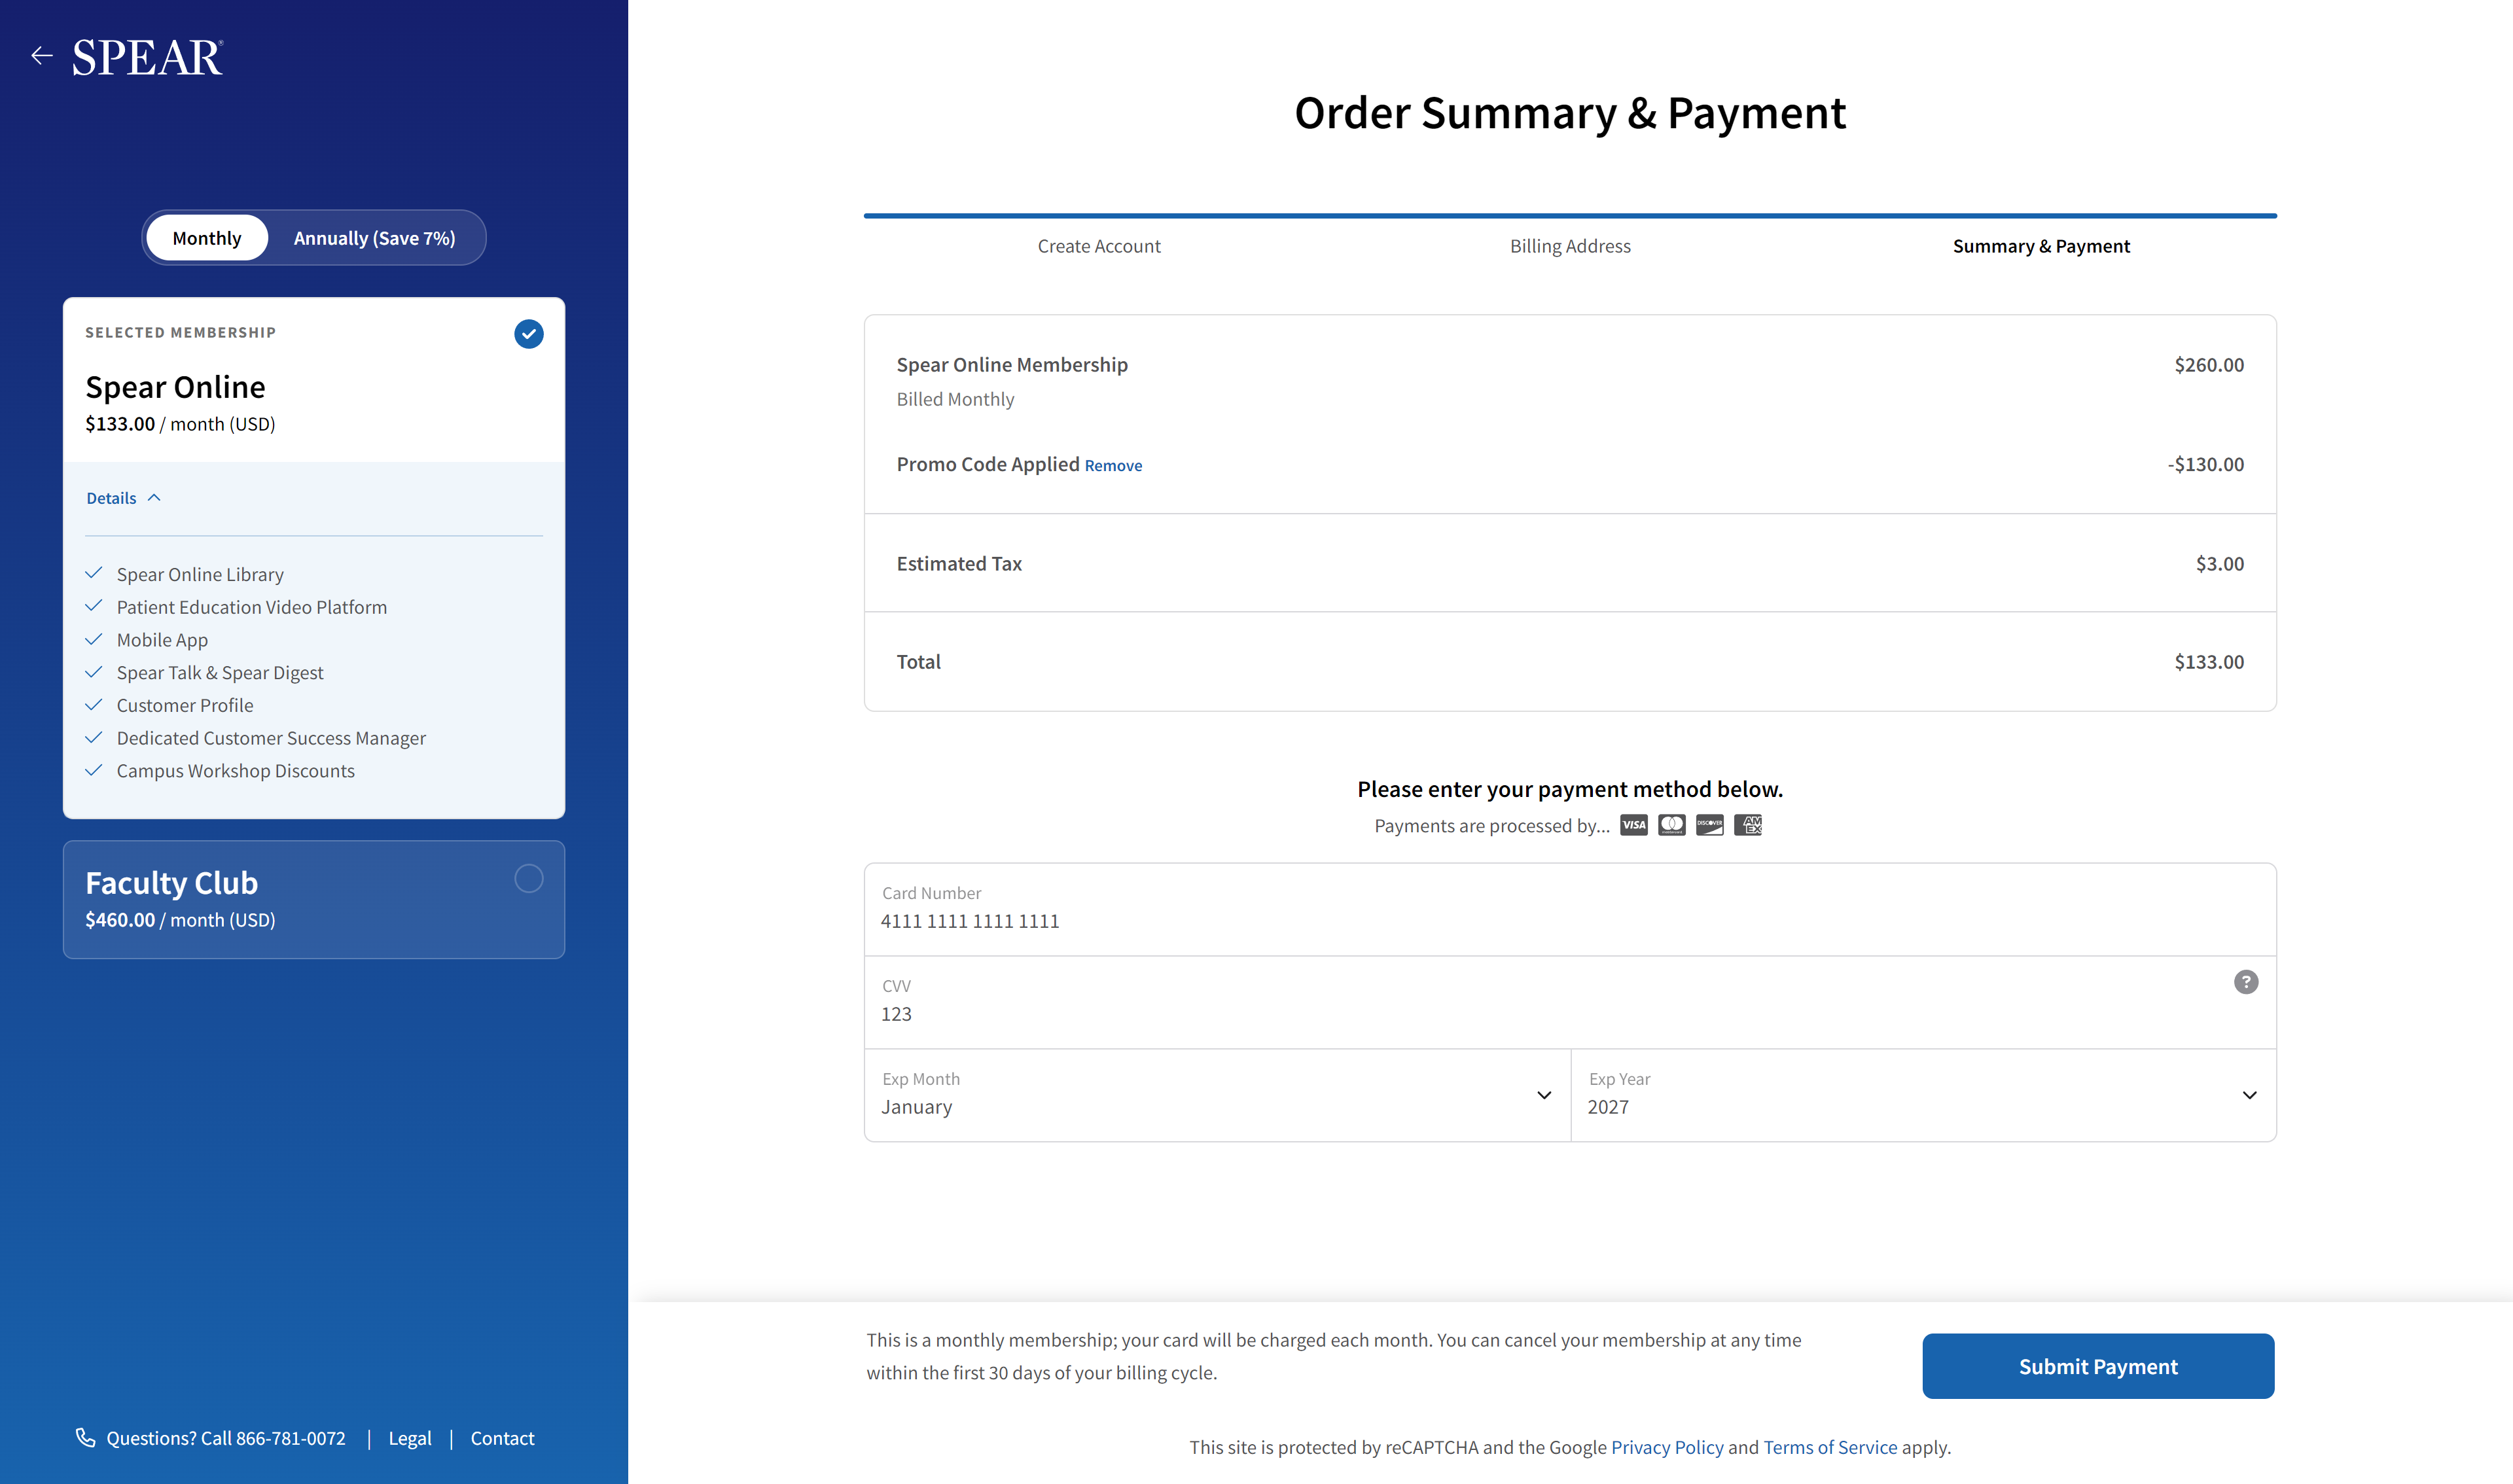 SPEAR®
Monthly
Annually (Save 7%)
SELECTED MEMBERSHIP
Spear Online
$133.00 / month (USD)
Details
Spear Online Library
Patient Education Video Platform
Mobile App
Spear Talk & Spear Digest
Customer Profile
Dedicated Customer Success Manager
Campus Workshop Discounts
Faculty Club
$460.00 / month (USD)
Questions? Call 866-781-0072 | Legal | Contact
Order Summary & Payment
Create Account
Billing Address
Summary & Payment
Spear Online Membership
$260.00
Billed Monthly
Promo Code Applied Remove
-$130.00
Estimated Tax
$3.00
Total
$133.00
Please enter your payment method below.
Payments are processed by... VISA DISCOVER AMEX
Card Number
4111 1111 1111 1111
CVV
?
123
Exp Month
January
Exp Year
2027
This is a monthly membership; your card will be charged each month. You can cancel your membership at any time
within the first 30 days of your billing cycle.
Submit Payment
This site is protected by reCAPTCHA and the Google Privacy Policy and Terms of Service apply.